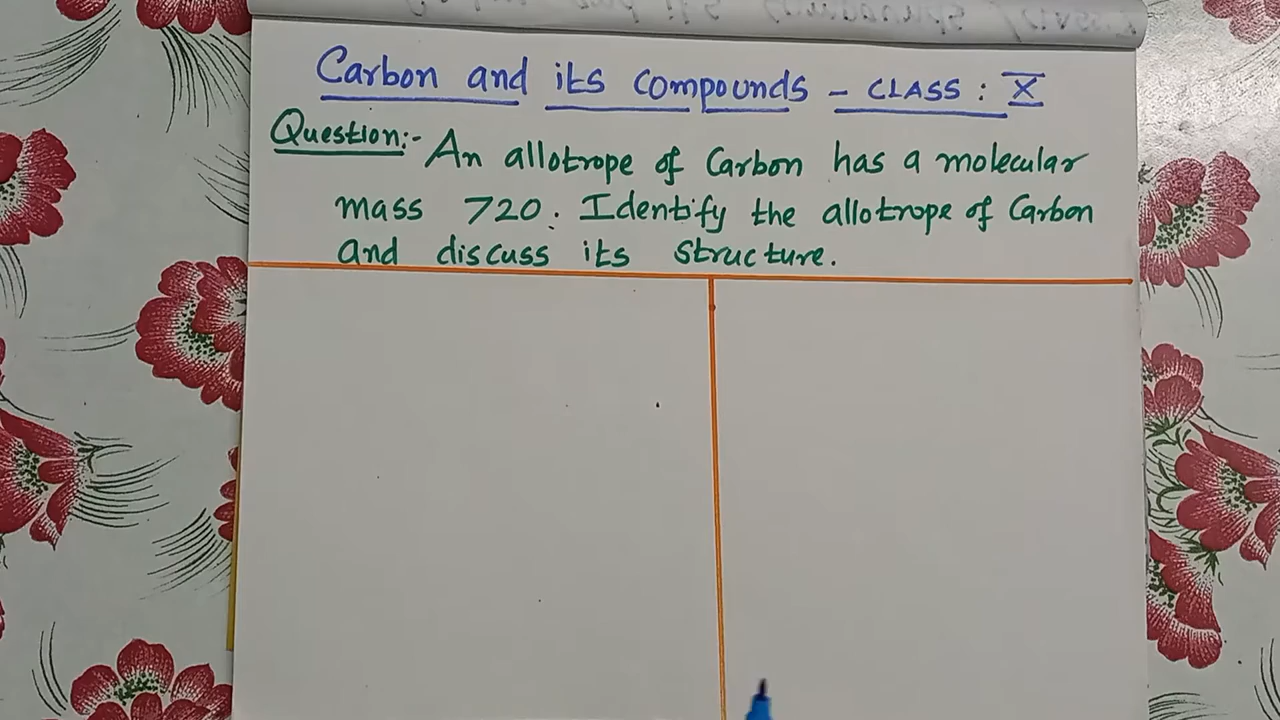 Carbon and its Compounds - CLASS : X
Question:- An allotrope of Carbon has a molecular
mass 720. Identify the allotrope of Carbon
and discuss its structure.